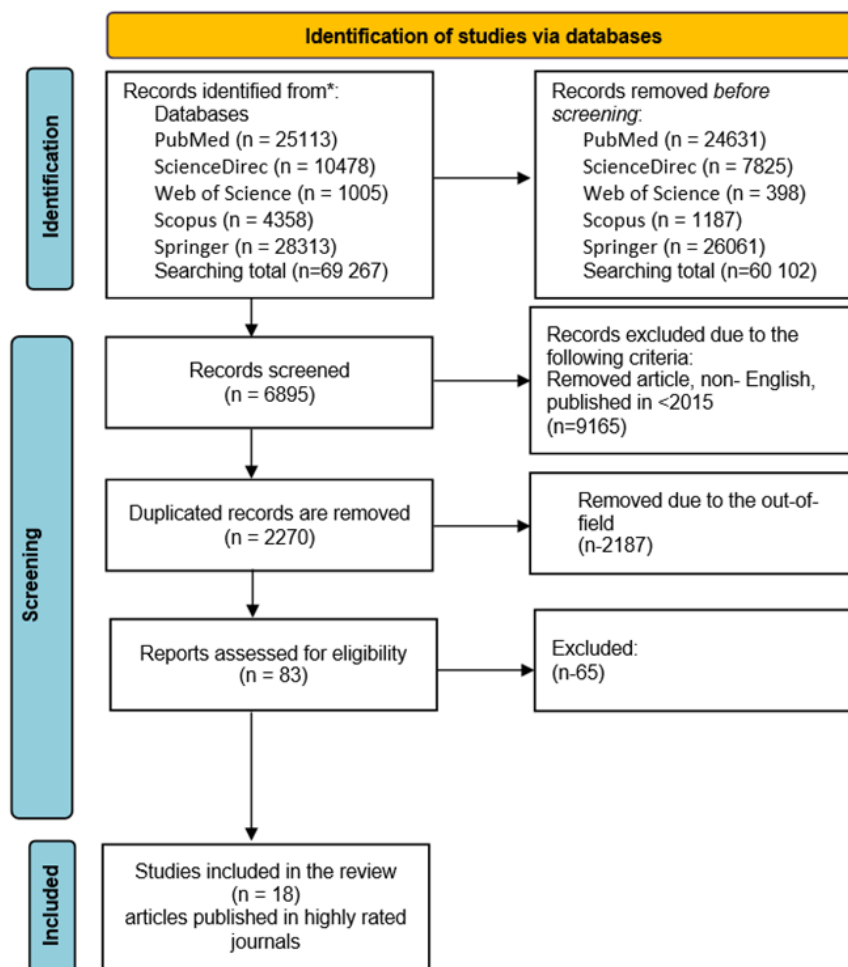 Identification of studies via databases
Identification
Records identified from*:
Databases
PubMed (n = 25113)
ScienceDirec (n = 10478)
Web of Science (n = 1005)
Scopus (n = 4358)
Springer (n = 28313)
Searching total (n=69 267)
Records removed before
screening:
PubMed (n = 24631)
ScienceDirec (n = 7825)
Web of Science (n = 398)
Scopus (n = 1187)
Springer (n = 26061)
Searching total (n=60 102)
Screening
Records screened
(n = 6895)
Records excluded due to the
following criteria:
Removed article, non- English,
published in <2015
(n=9165)
Duplicated records are removed
(n = 2270)
Removed due to the out-of-
field
(n-2187)
Reports assessed for eligibility
(n = 83)
Excluded:
(n-65)
Included
Studies included in the review
(n = 18)
articles published in highly rated
journals